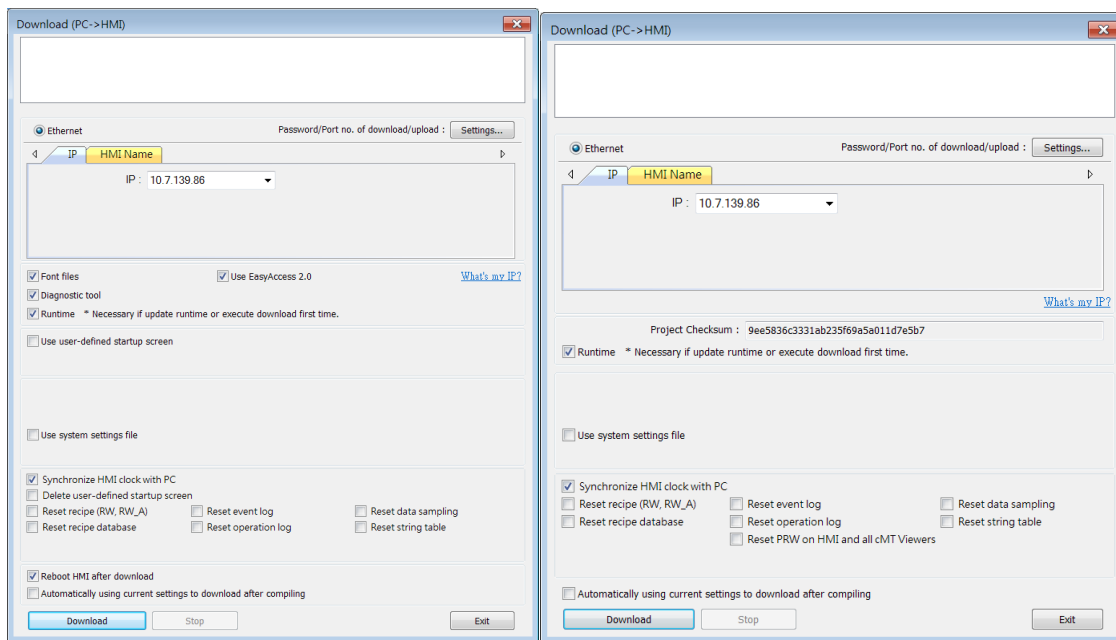 Download (PC->HMI)
Ethernet
Password/Port no. of download/upload : Settings...
IP HMI Name
IP : 10.7.139.86
Font files Use EasyAccess 2.0 What's my IP?
Diagnostic tool
Runtime * Necessary if update runtime or execute download first time.
Use user-defined startup screen
Use system settings file
Synchronize HMI clock with PC
Delete user-defined startup screen
Reset recipe (RW, RW_A) Reset event log Reset data sampling
Reset recipe database Reset operation log Reset string table
Reboot HMI after download
Automatically using current settings to download after compiling
Download Stop Exit
Download (PC->HMI)
Ethernet
Password/Port no. of download/upload : Settings...
IP HMI Name
IP : 10.7.139.86
What's my IP?
Project Checksum : 9ee5836c3331ab235f69a5a011d7e5b7
Runtime * Necessary if update runtime or execute download first time.
Use system settings file
Synchronize HMI clock with PC
Reset recipe (RW, RW_A) Reset event log Reset data sampling
Reset recipe database Reset operation log Reset string table
Reset PRW on HMI and all cMT Viewers
Automatically using current settings to download after compiling
Download Stop Exit